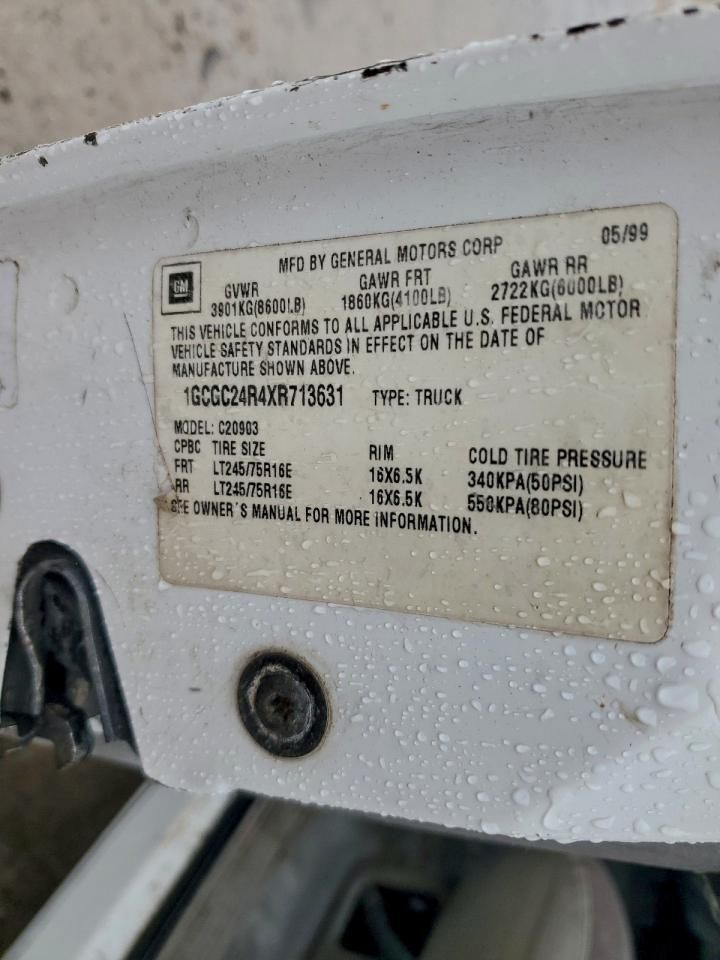 05/99
MFD BY GENERAL MOTORS CORP
GM
GVWR GAWR FRT GAWR RR
3901KG(8600LB) 1860KG(4100LB) 2722KG(6000LB)
THIS VEHICLE CONFORMS TO ALL APPLICABLE U.S. FEDERAL MOTOR
VEHICLE SAFETY STANDARDS IN EFFECT ON THE DATE OF
MANUFACTURE SHOWN ABOVE.
1GCGC24R4XR713631 TYPE: TRUCK
MODEL: C20903
CPBC TIRE SIZE RIM COLD TIRE PRESSURE
FRT LT245/75R16E 16X6.5K 340KPA(50PSI)
RR LT245/75R16E 16X6.5K 550KPA(80PSI)
SEE OWNER'S MANUAL FOR MORE INFORMATION.